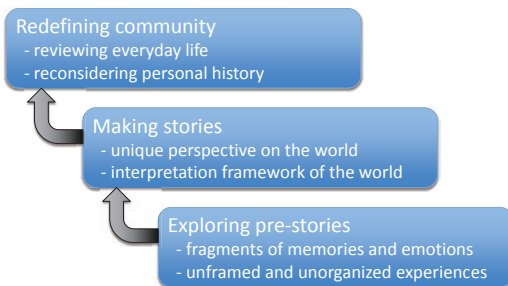 Redefining community
- reviewing everyday life
- reconsidering personal history
Making stories
- unique perspective on the world
- interpretation framework of the world
Exploring pre-stories
- fragments of memories and emotions
- unframed and unorganized experiences